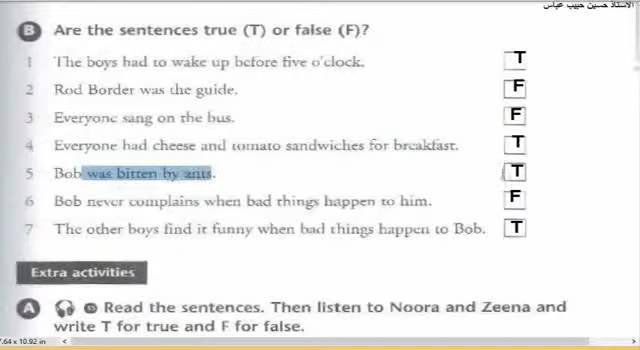 الاستاذ حسين حبيب عباس
B Are the sentences true (T) or false (F)?
1 The boys had to wake up before five o'clock. T
2 Rod Border was the guide. F
3 Everyone sang on the bus. F
4 Everyone had cheese and tomato sandwiches for breakfast. T
5 Bob was bitten by ants. T
6 Bob never complains when bad things happen to him. F
7 The other boys find it funny when bad things happen to Bob. T
Extra activities
A Read the sentences. Then listen to Noora and Zeena and
write T for true and F for false.
7.64 x 10.92 in